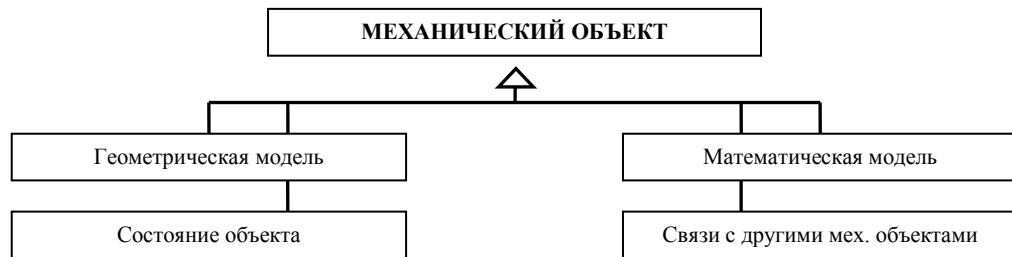 МЕХАНИЧЕСКИЙ ОБЪЕКТ
Геометрическая модель
Математическая модель
Состояние объекта
Связи с другими мех. объектами